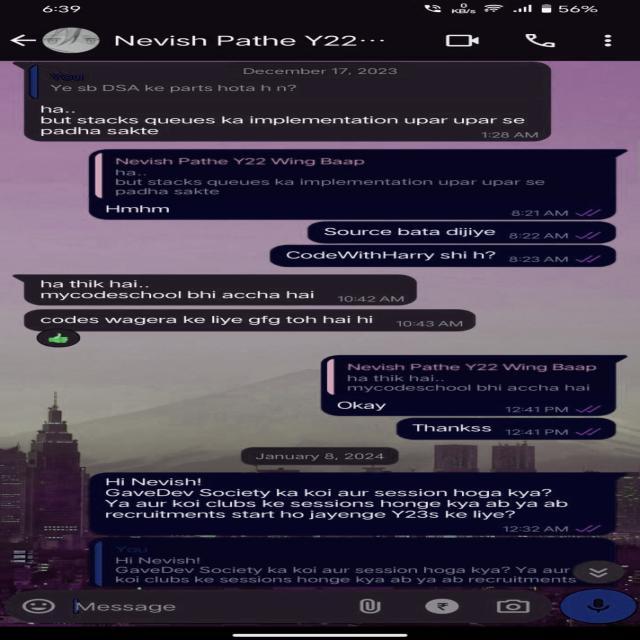 6:39
0
KB/s
56%
Nevish Pathe Y22...
December 17, 2023
You
Ye sb DSA ke parts hota h n?
ha..
but stacks queues ka implementation upar upar se
padha sakte
1:28 AM
Nevish Pathe Y22 Wing Baap
ha..
but stacks queues ka implementation upar upar se
padha sakte
Hmhm
8:21 AM
Source bata dijiye 8:22 AM
CodeWithHarry shi h? 8:23 AM
ha thik hai..
mycodeschool bhi accha hai 10:42 AM
codes wagera ke liye gfg toh hai hi 10:43 AM
Nevish Pathe Y22 Wing Baap
ha thik hai..
mycodeschool bhi accha hai
Okay 12:41 PM
Thankss 12:41 PM
January 8, 2024
Hi Nevish!
GaveDev Society ka koi aur session hoga kya?
Ya aur koi clubs ke sessions honge kya ab ya ab
recruitments start ho jayenge Y23s ke liye?
12:32 AM
You
Hi Nevish!
GaveDev Society ka koi aur session hoga kya? Ya aur
koi clubs ke sessions honge kya ab ya ab recruitments
Message